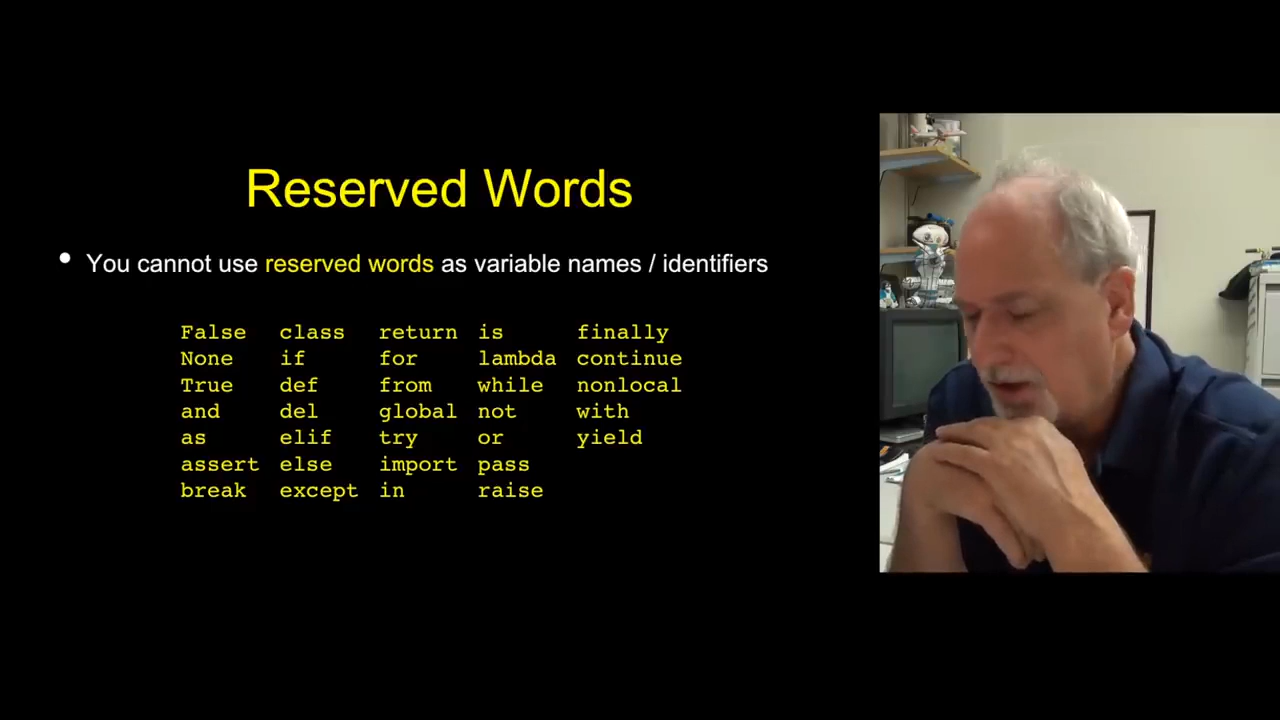 Reserved Words
• You cannot use reserved words as variable names / identifiers
False class return is finally
None if for lambda continue
True def from while nonlocal
and del global not with
as elif try or yield
assert else import pass
break except in raise